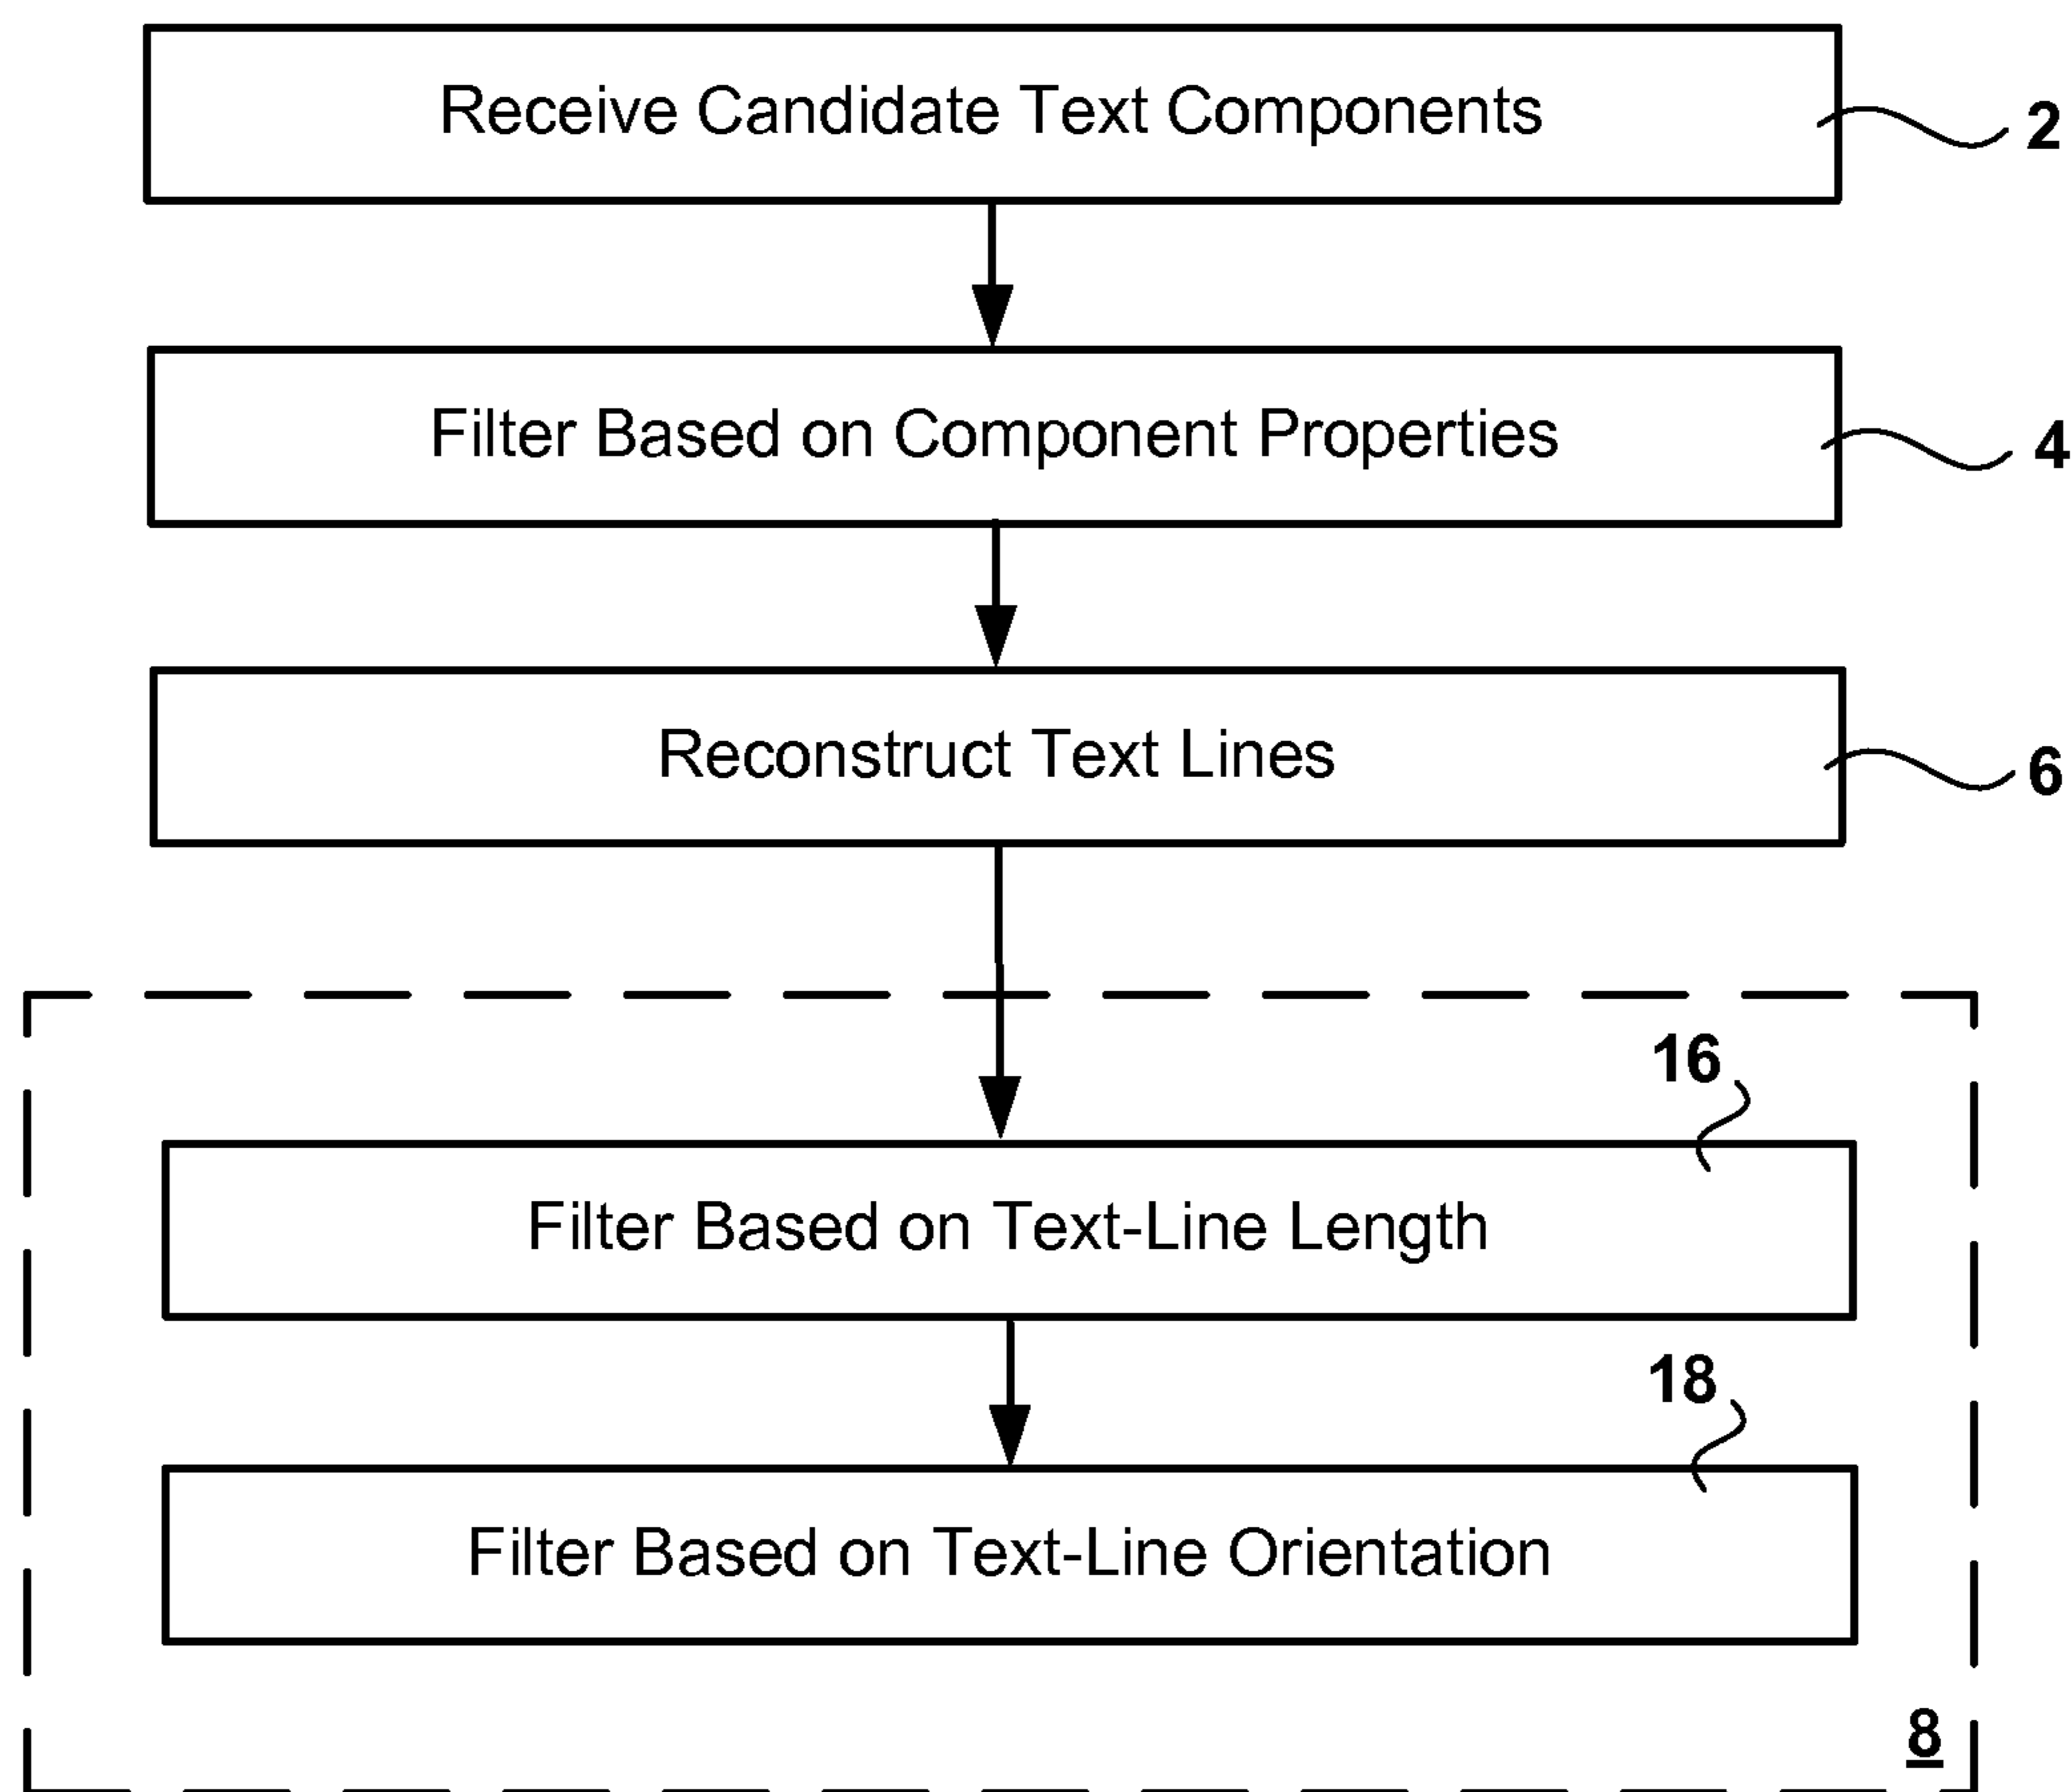 Receive Candidate Text Components
2
Filter Based on Component Properties
4
Reconstruct Text Lines
6
16
Filter Based on Text-Line Length
18
Filter Based on Text-Line Orientation
8